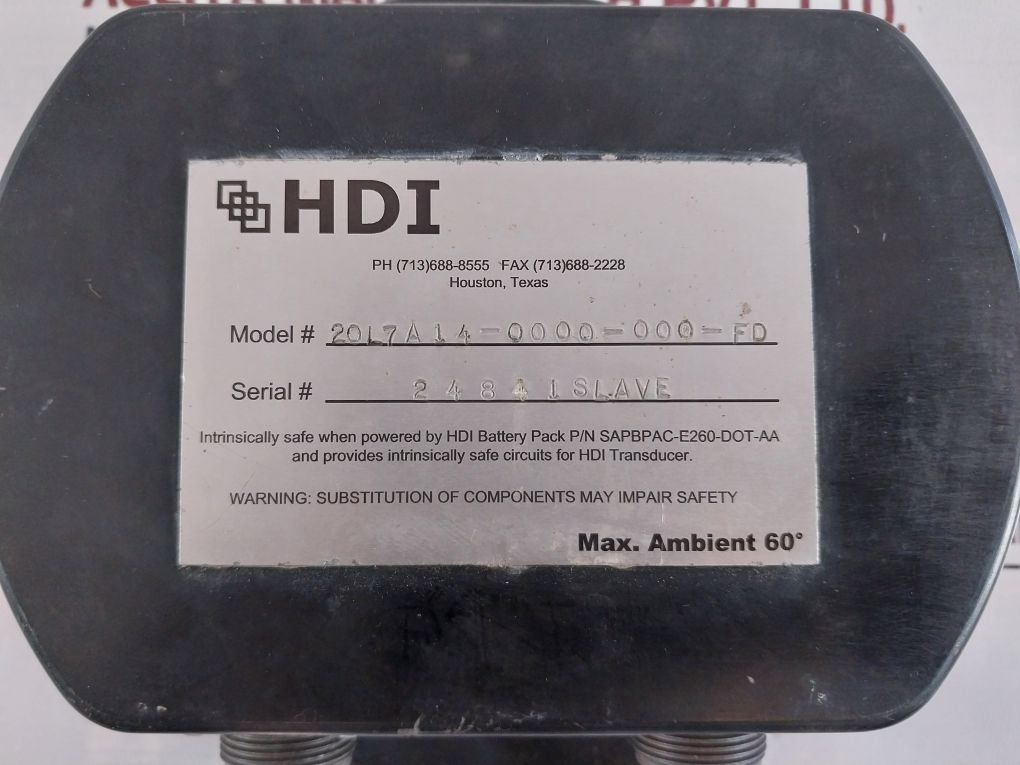 HDI
PH (713)688-8555 FAX (713)688-2228
Houston, Texas
Model # 20L7A14-0000-000-FD
Serial # 24841SLAVE
Intrinsically safe when powered by HDI Battery Pack P/N SAPBPAC-E260-DOT-AA
and provides intrinsically safe circuits for HDI Transducer.
WARNING: SUBSTITUTION OF COMPONENTS MAY IMPAIR SAFETY
Max. Ambient 60°